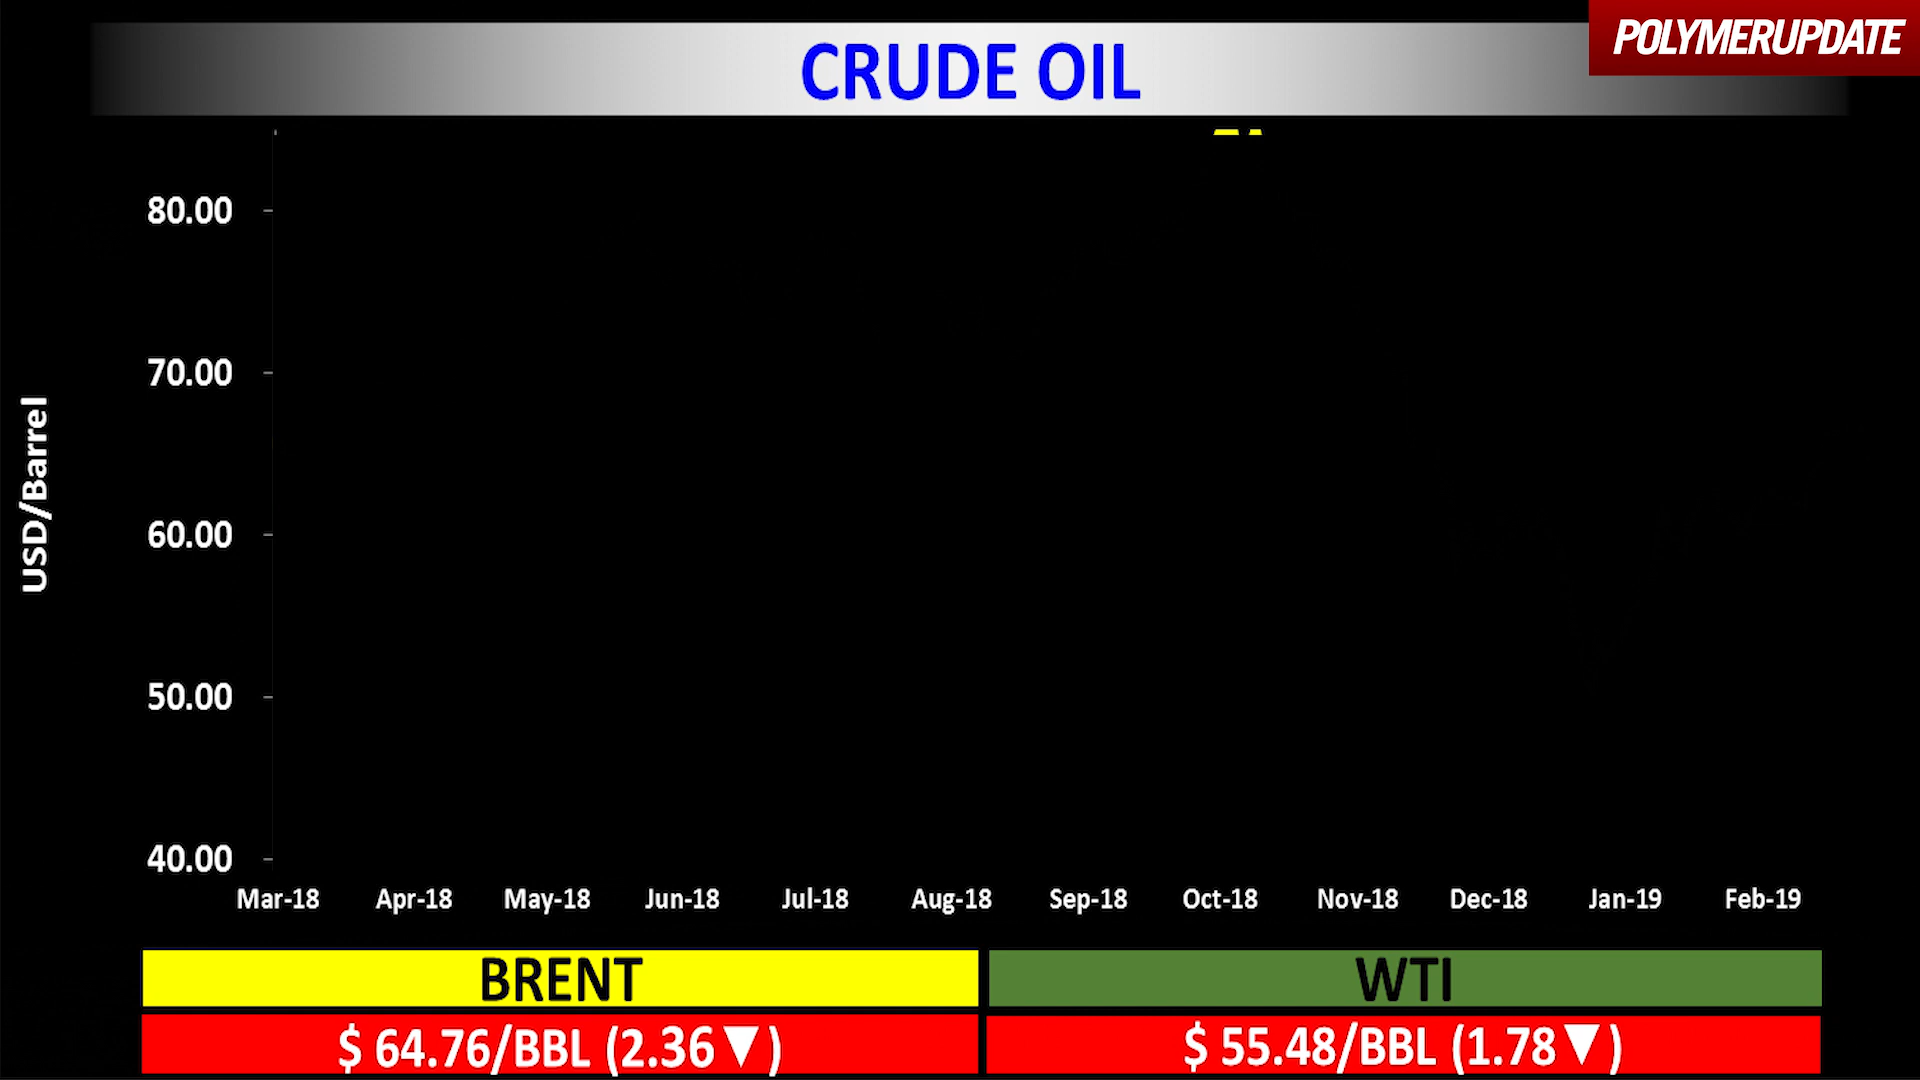 POLYMERUPDATE
CRUDE OIL
USD/Barrel
80.00
70.00
60.00
50.00
40.00
Mar-18 Apr-18 May-18 Jun-18 Jul-18 Aug-18 Sep-18 Oct-18 Nov-18 Dec-18 Jan-19 Feb-19
BRENT WTI
$ 64.76/BBL (2.36▼) $ 55.48/BBL (1.78▼)